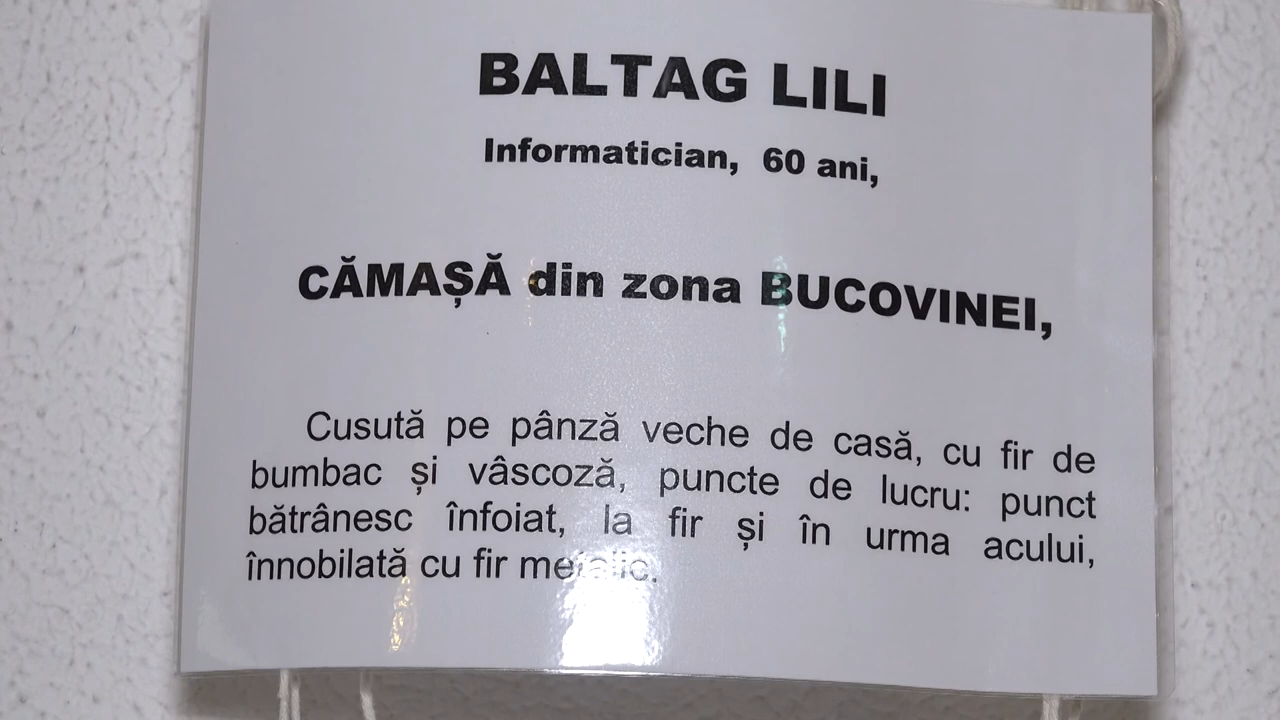 BALTAG LILI
Informatician, 60 ani,
CĂMAȘĂ din zona BUCOVINEI,
Cusută pe pânză veche de casă, cu fir de
bumbac și vâscoză, puncte de lucru: punct
bătrânesc înfoiat, la fir și în urma acului,
înnobilată cu fir metalic.